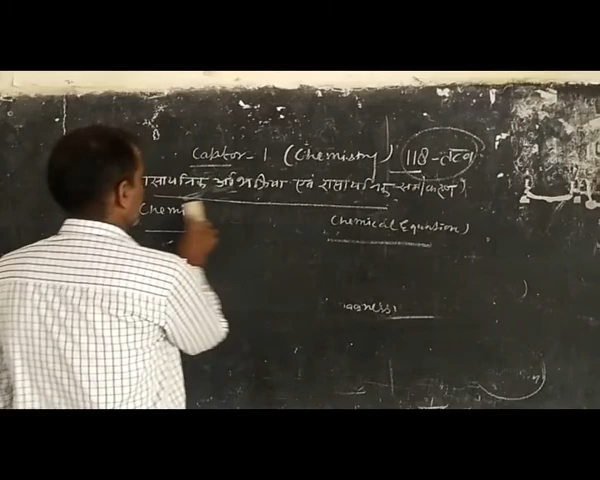 Captor-1 (Chemistry) 118-तत्व
रासायनिक अभिक्रिया एवं रासायनिक-समीकरण)
(Chemi
Chemical Equation)